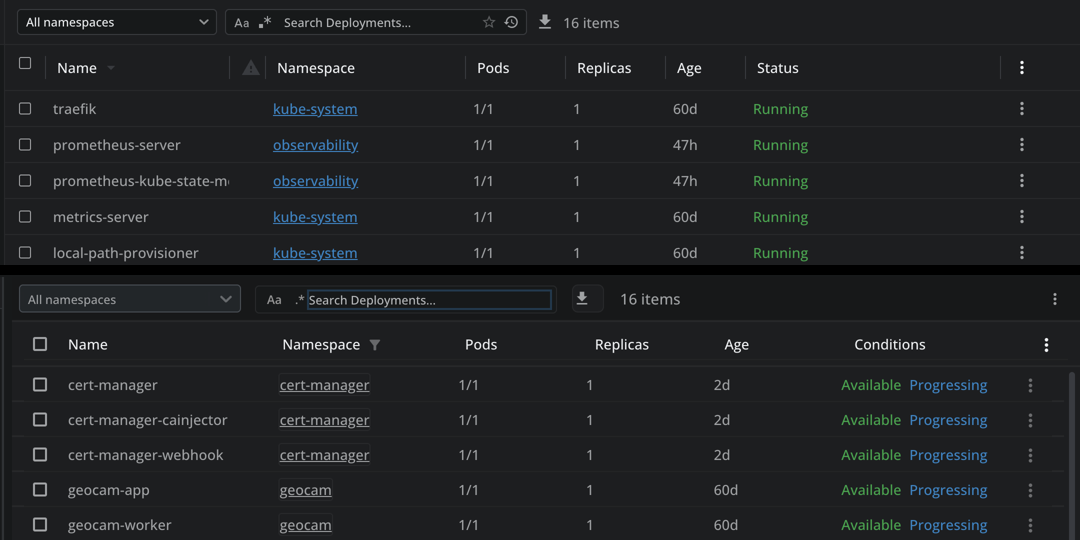 All namespaces Aa .* Search Deployments... 16 items
Name Namespace Pods Replicas Age Status
traefik kube-system 1/1 1 60d Running
prometheus-server observability 1/1 1 47h Running
prometheus-kube-state-m observability 1/1 1 47h Running
metrics-server kube-system 1/1 1 60d Running
local-path-provisioner kube-system 1/1 1 60d Running
All namespaces Aa .* Search Deployments... 16 items
Name Namespace Pods Replicas Age Conditions
cert-manager cert-manager 1/1 1 2d Available Progressing
cert-manager-cainjector cert-manager 1/1 1 2d Available Progressing
cert-manager-webhook cert-manager 1/1 1 2d Available Progressing
geocam-app geocam 1/1 1 60d Available Progressing
geocam-worker geocam 1/1 1 60d Available Progressing